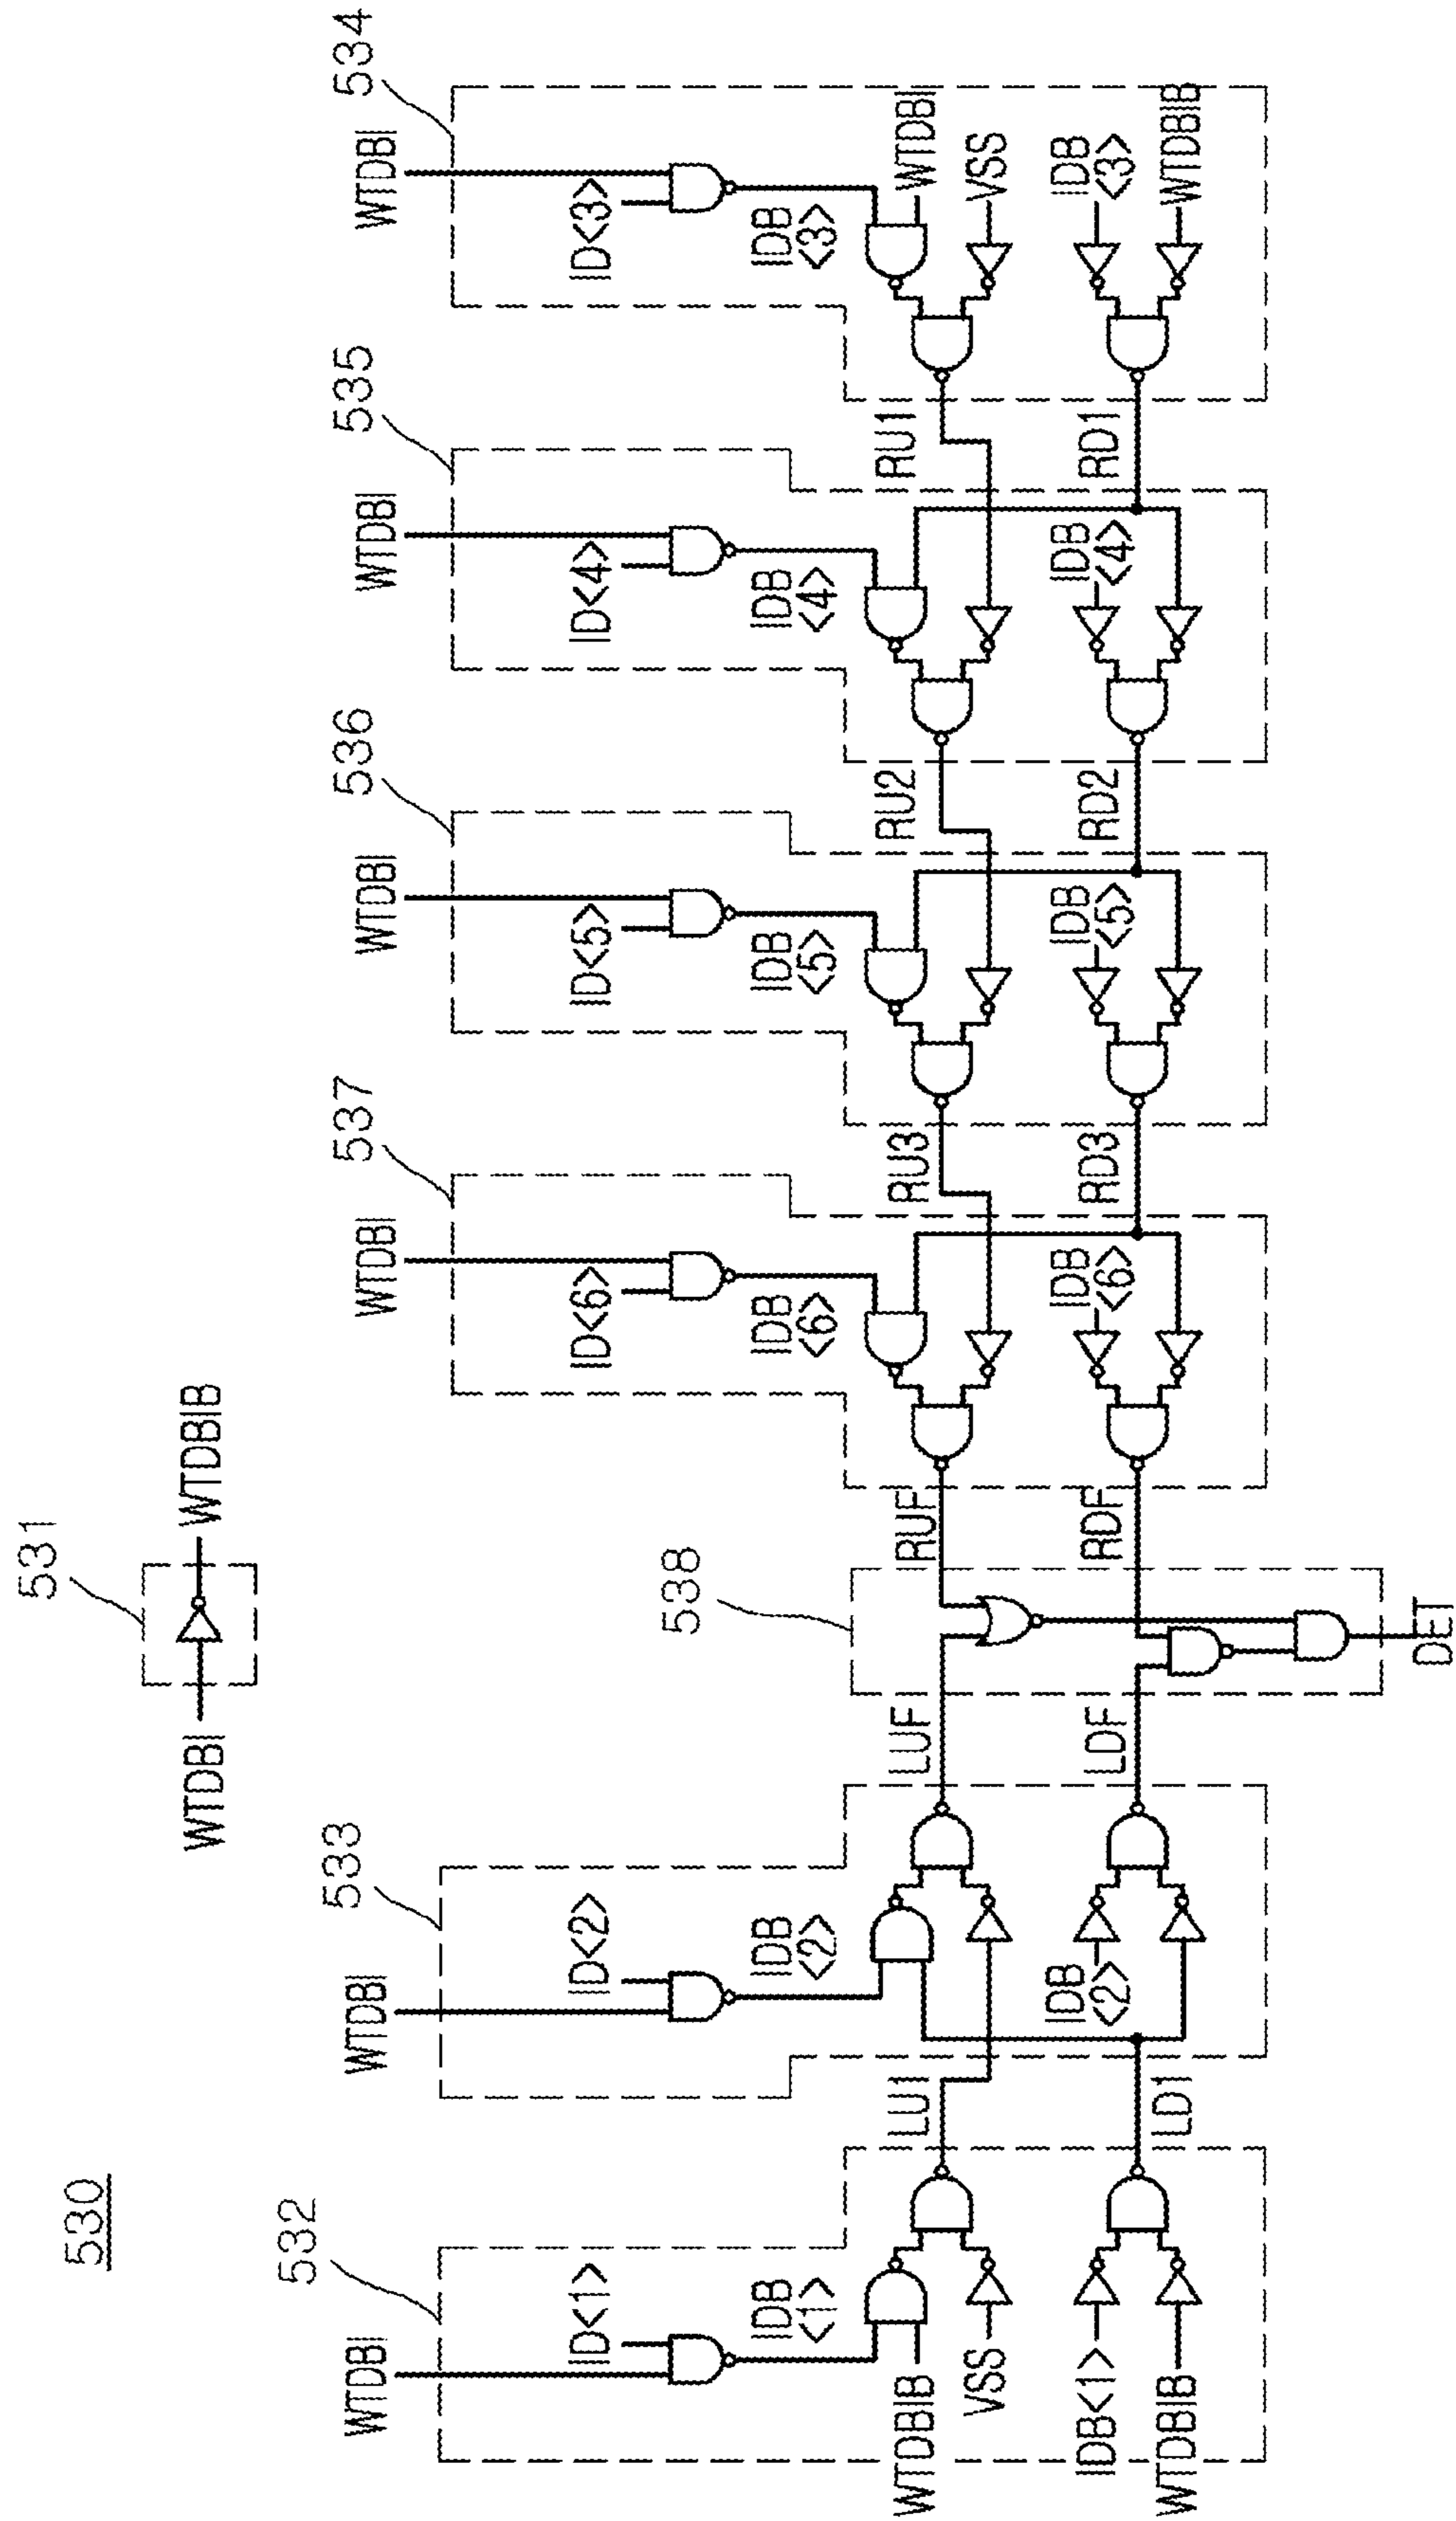 530
531
WTDBI
WTDBIB
532
WTDBI
ID<1>
IDB
<1>
WTDBIB
VSS
IDB<1>
WTDBIB
LU1
LD1
533
WTDBI
ID<2>
IDB
<2>
IDB
<2>
LUF
LDF
538
DET
RUF
RDF
537
WTDBI
ID<6>
IDB
<6>
IDB
<6>
RU3
RD3
536
WTDBI
ID<5>
IDB
<5>
IDB
<5>
RU2
RD2
535
WTDBI
ID<4>
IDB
<4>
IDB
<4>
RU1
RD1
534
WTDBI
ID<3>
IDB
<3>
WTDBI
VSS
IDB
<3>
WTDBIB